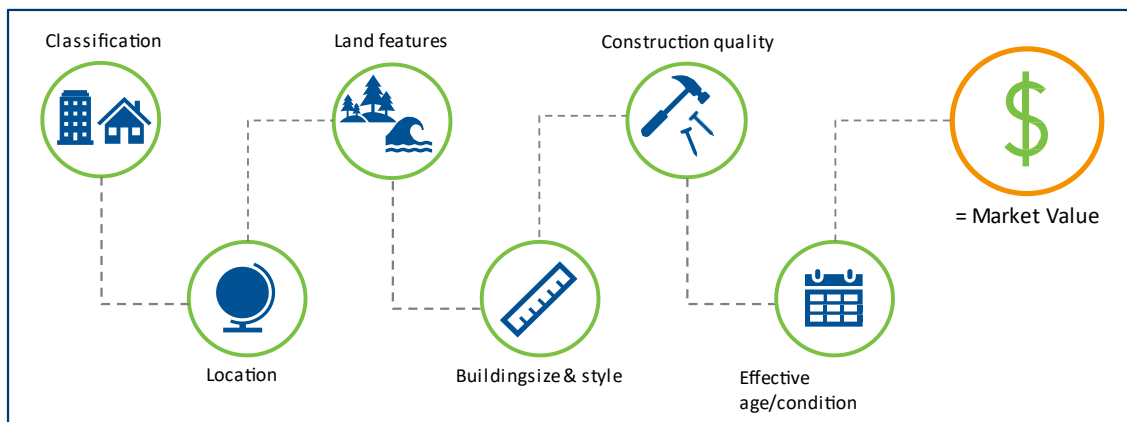 Classification
Land features
Construction quality
$
= Market Value
Location
Buildingsize & style
Effective
age/condition